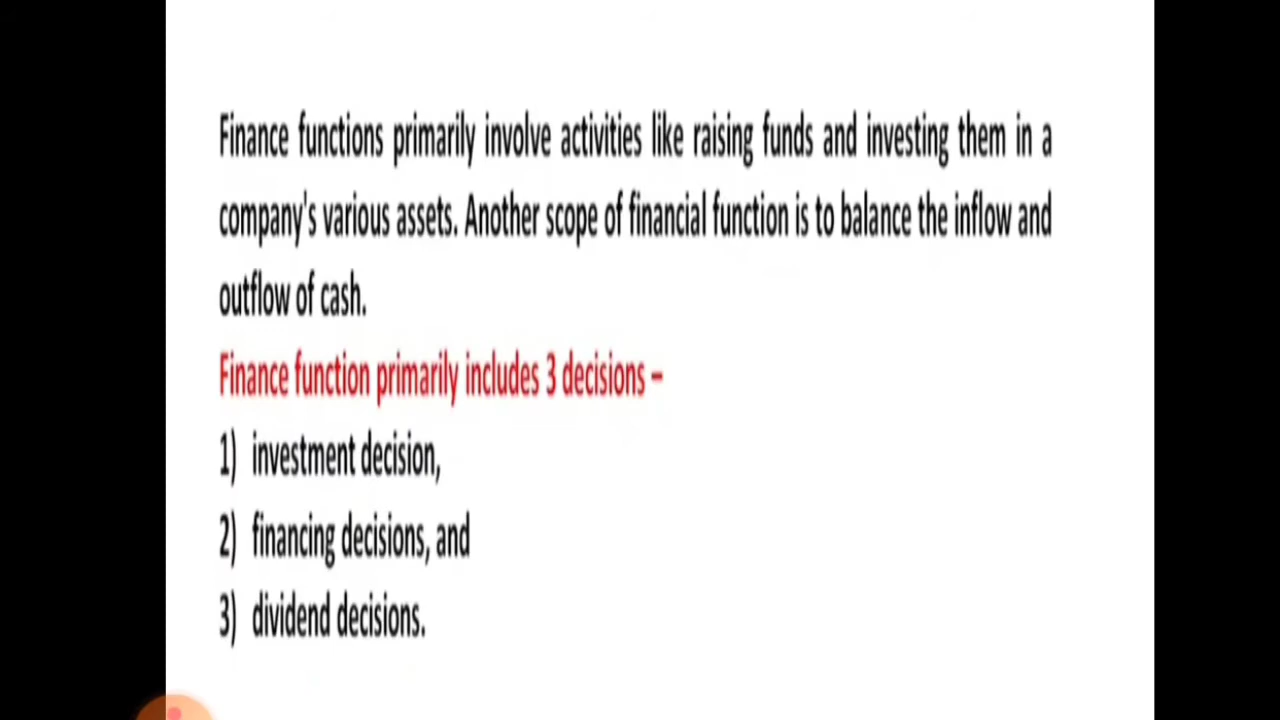 Finance functions primarily involve activities like raising funds and investing them in a
company's various assets. Another scope of financial function is to balance the inflow and
outflow of cash.
Finance function primarily includes 3 decisions –
1) investment decision,
2) financing decisions, and
3) dividend decisions.